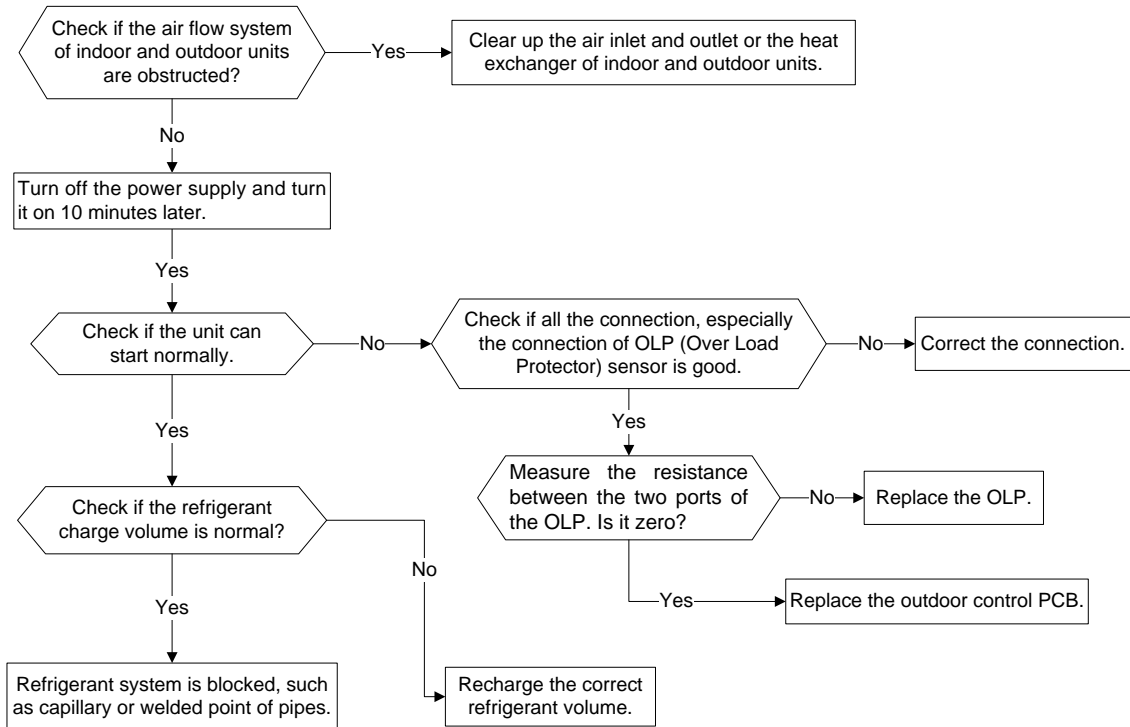 Check if the air flow system
of indoor and outdoor units
are obstructed?
Yes
Clear up the air inlet and outlet or the heat
exchanger of indoor and outdoor units.
No
Turn off the power supply and turn
it on 10 minutes later.
Yes
Check if the unit can
start normally.
No
Check if all the connection, especially
the connection of OLP (Over Load
Protector) sensor is good.
No
Correct the connection.
Yes
Yes
Measure the resistance
between the two ports of
the OLP. Is it zero?
No
Replace the OLP.
Check if the refrigerant
charge volume is normal?
No
Yes
Replace the outdoor control PCB.
Yes
Refrigerant system is blocked, such
as capillary or welded point of pipes.
Recharge the correct
refrigerant volume.